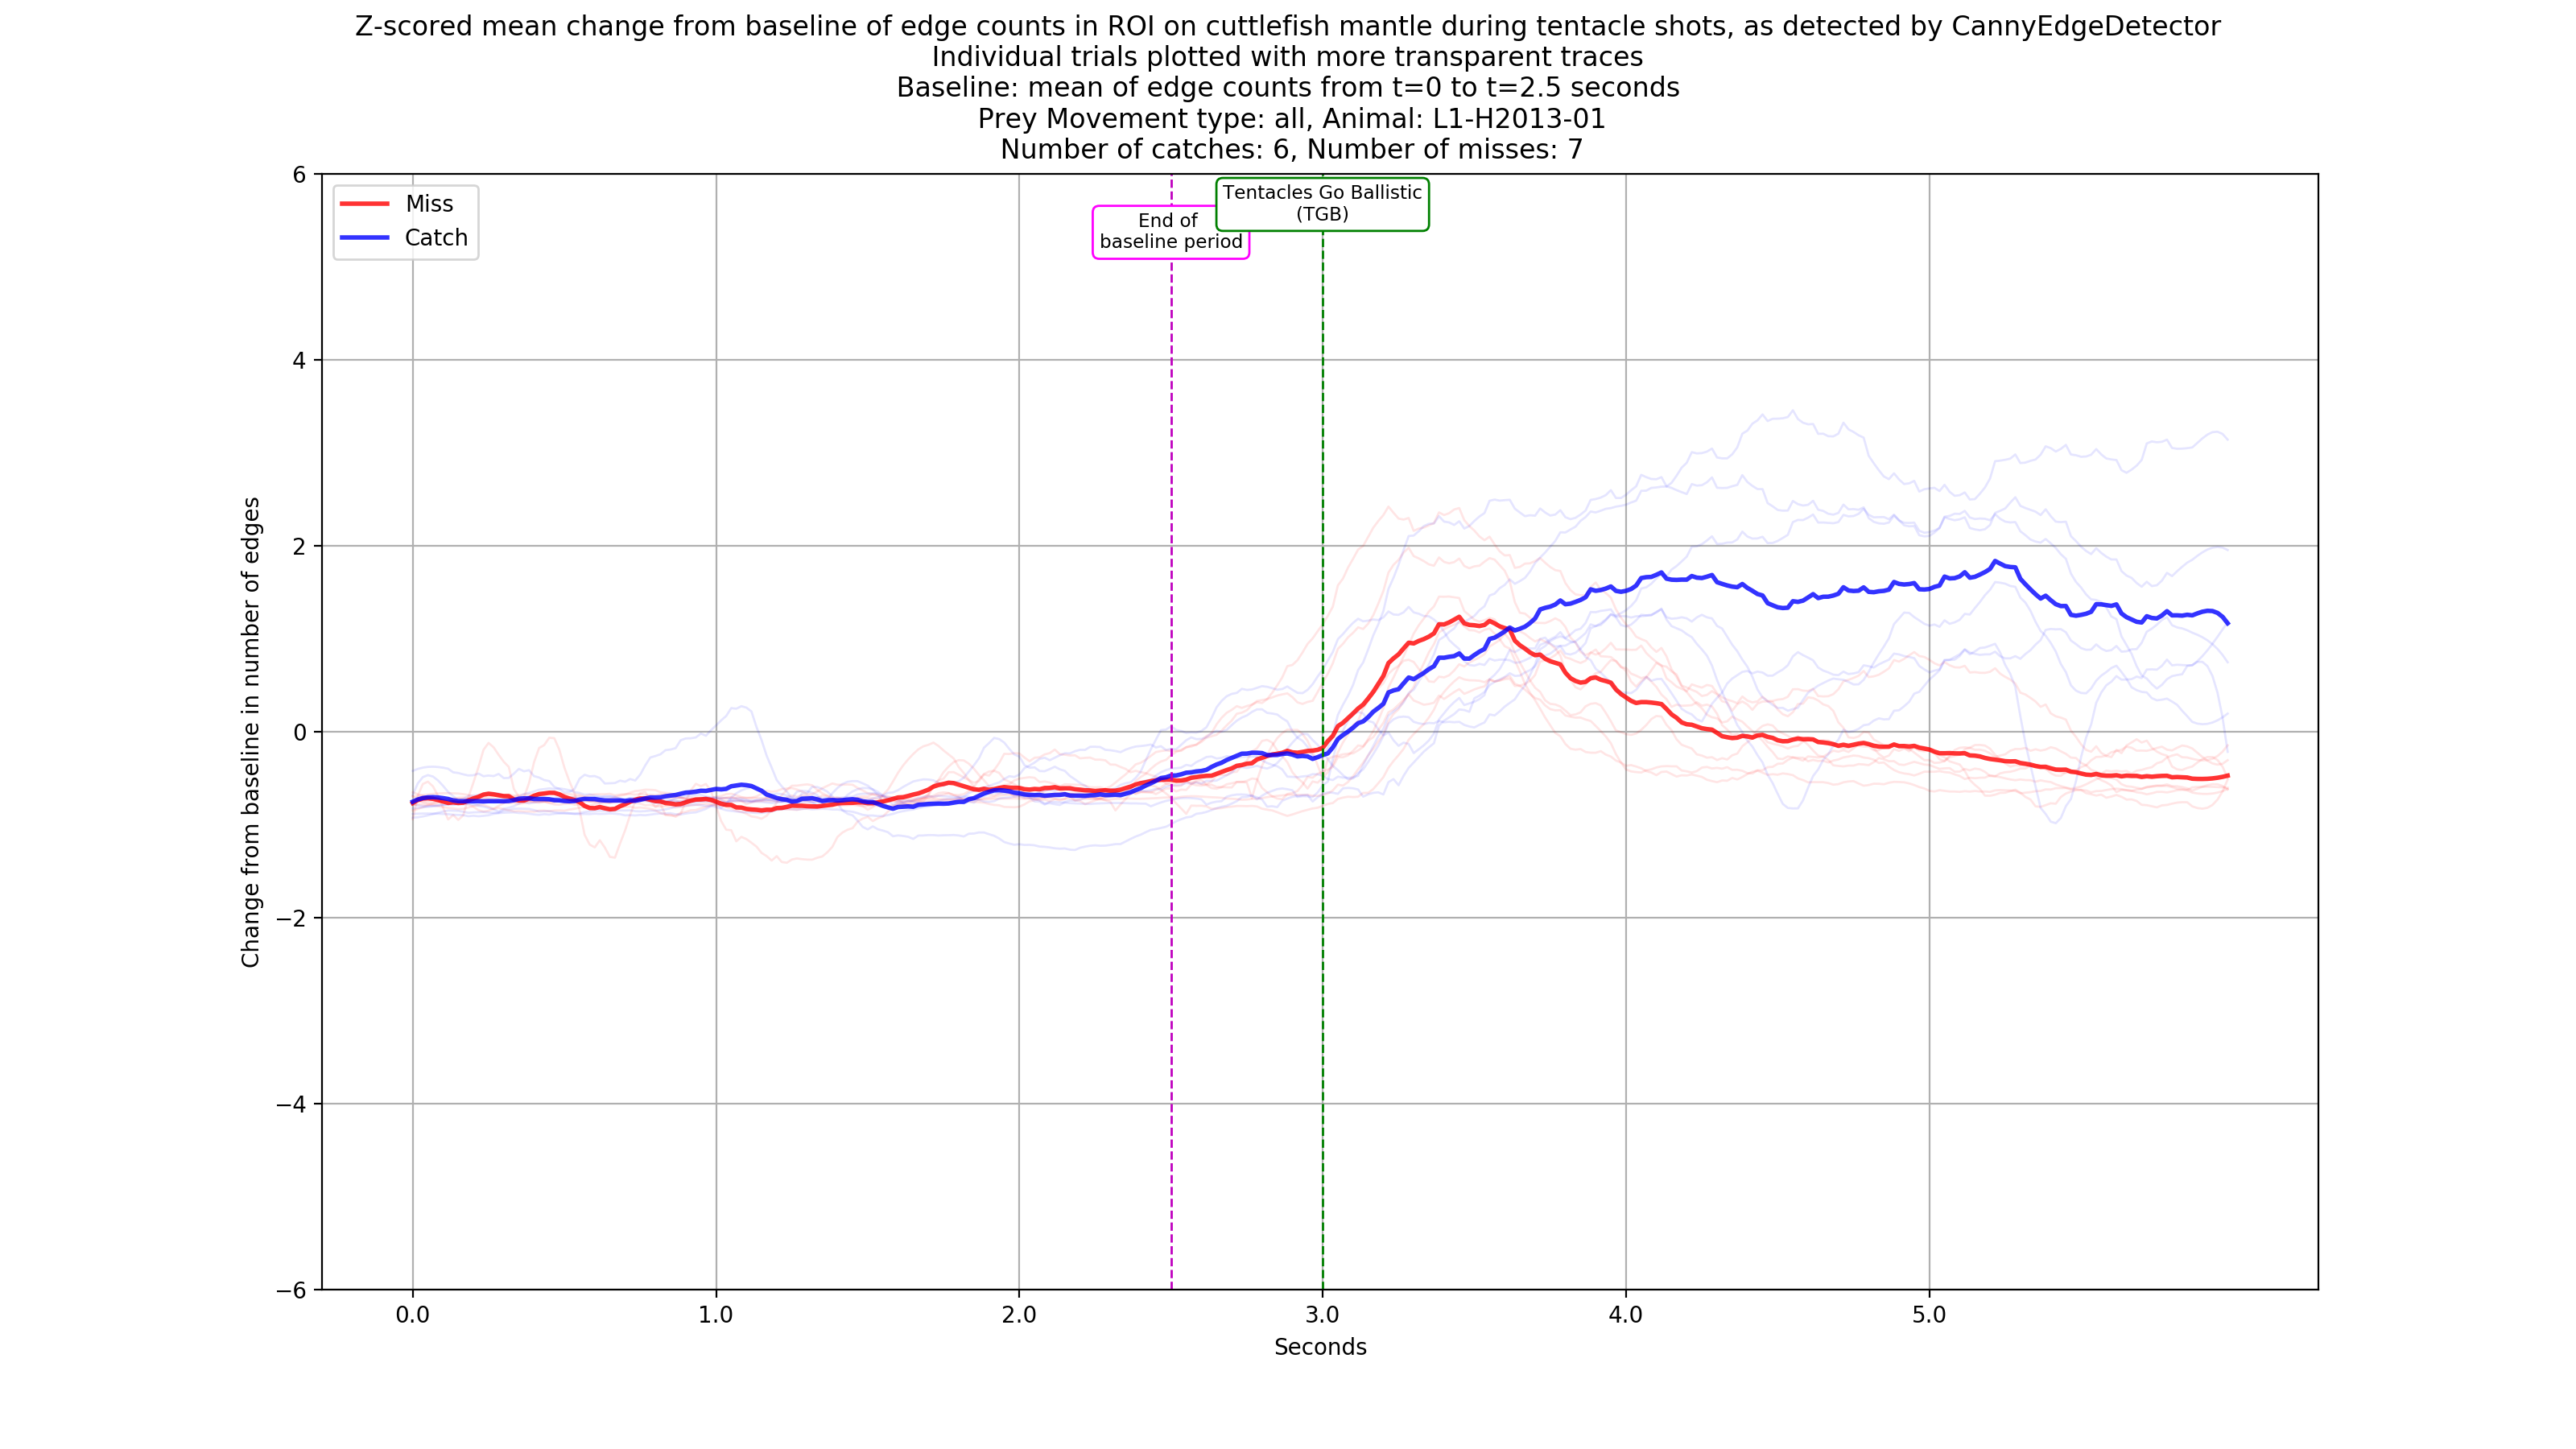 Z-scored mean change from baseline of edge counts in ROI on cuttlefish mantle during tentacle shots, as detected by CannyEdgeDetector
Individual trials plotted with more transparent traces
Baseline: mean of edge counts from t=0 to t=2.5 seconds
Prey Movement type: all, Animal: L1-H2013-01
Number of catches: 6, Number of misses: 7
Miss
Catch
Tentacles Go Ballistic
(TGB)
End of
baseline period
6
4
2
0
−2
−4
−6
Change from baseline in number of edges
0.0
1.0
2.0
3.0
4.0
5.0
Seconds